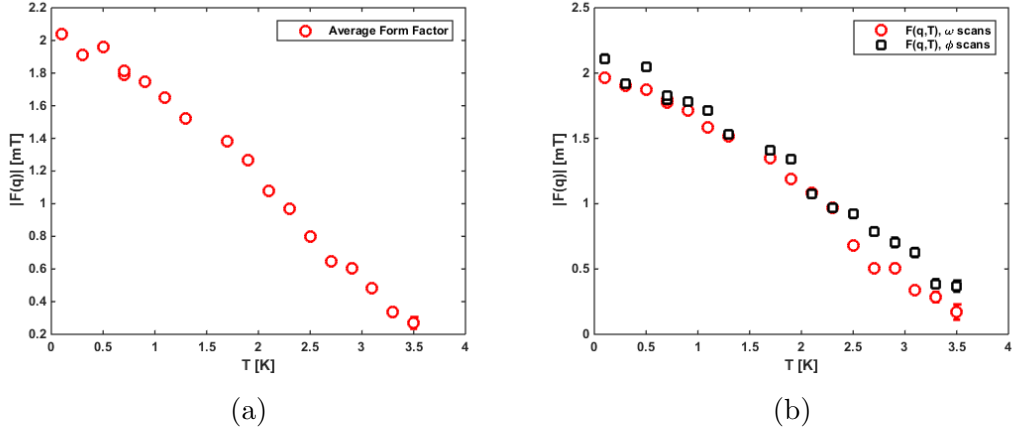 2.2
2
1.8
1.6
1.4
1.2
1
0.8
0.6
0.4
0.2
|F(q)| [mT]
0 0.5 1 1.5 2 2.5 3 3.5 4
T [K]
Average Form Factor
(a)
2.5
2
1.5
1
0.5
0
|F(q)| [mT]
0 0.5 1 1.5 2 2.5 3 3.5 4
T [K]
F(q,T), ω scans
F(q,T), ϕ scans
(b)